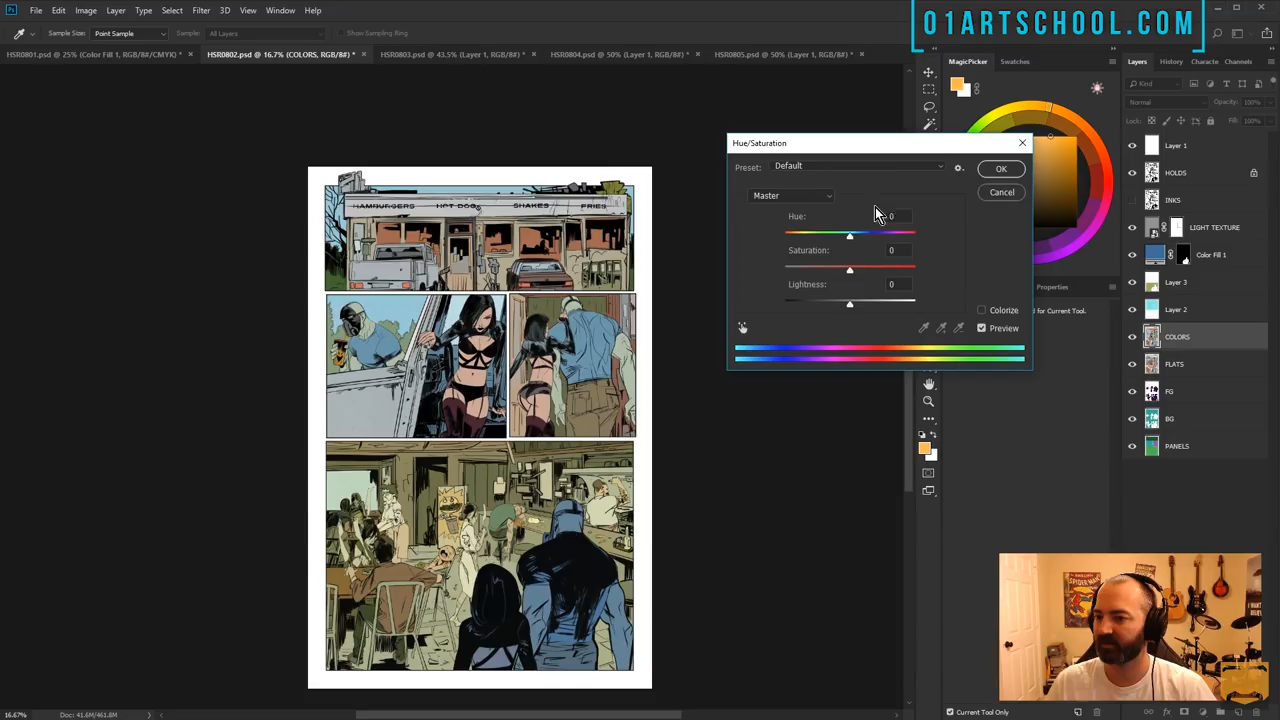 File Edit Image Layer Type Select Filter 3D View Window Help
01ARTSCHOOL.COM
Sample Size: Point Sample Sample: All Layers Show Sampling Ring
HSR0801.psd @ 25% (Color Fill 1, RGB/8#/CMYK) * × HSR0802.psd @ 16.7% (COLORS, RGB/8#) * × HSR0803.psd @ 43.5% (Layer 1, RGB/8#) * × HSR0804.psd @ 50% (Layer 1, RGB/8#) * × HSR0805.psd @ 50% (Layer 1, RGB/8#) * ×
MagicPicker Swatches
Layers History Characte Channels
Kind
Normal Opacity: 100%
Lock: Fill: 100%
Layer 1
HOLDS
INKS
LIGHT TEXTURE
Color Fill 1
Layer 3
Layer 2
COLORS
FLATS
FG
BG
PANELS
Hue/Saturation
Preset: Default
OK
Master
Cancel
Hue: 0
Saturation: 0
Lightness: 0
Colorize
Preview
Properties
d for Current Tool.
HAMBURGERS HOT DOGS SHAKES FRIES
Current Tool Only
16.67% Doc: 41.6M/461.8M